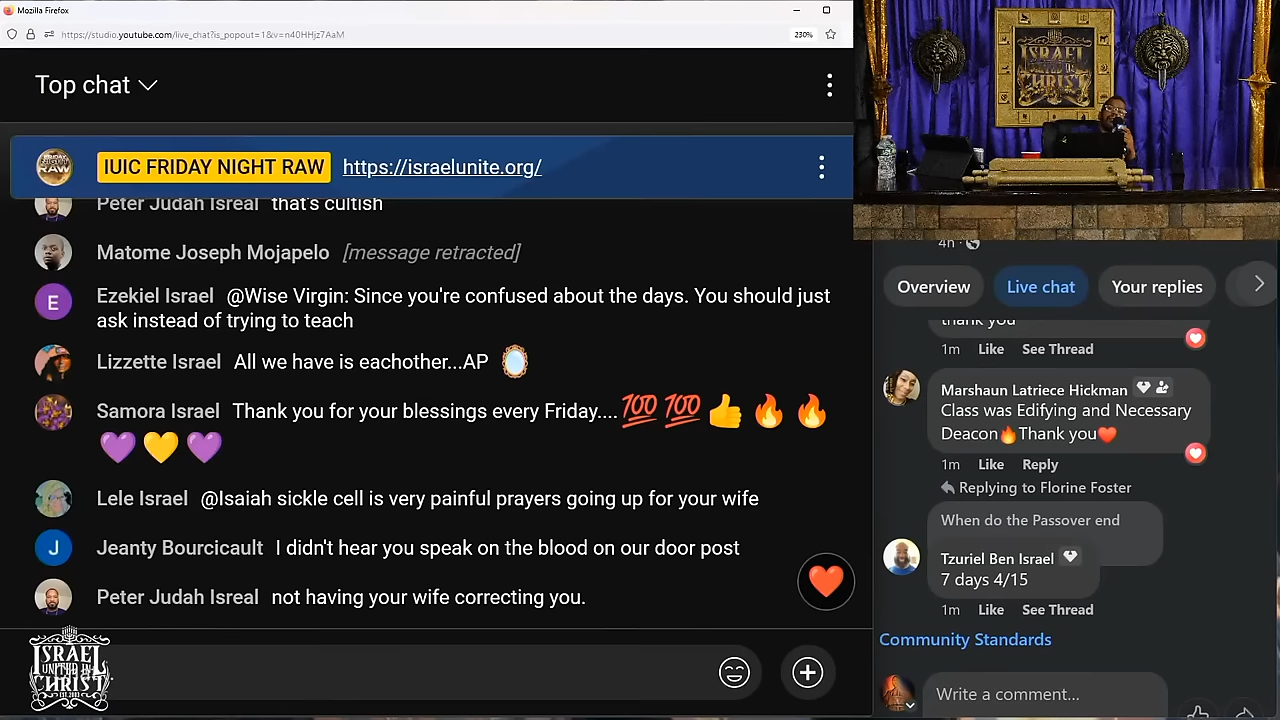 Mozilla Firefox
https://studio.youtube.com/live_chat?is_popout=1&v=n40HHjz7AaM
230%
Top chat
IUIC FRIDAY NIGHT RAW https://israelunite.org/
Peter Judah Isreal that's cultish
Matome Joseph Mojapelo [message retracted]
Ezekiel Israel @Wise Virgin: Since you're confused about the days. You should just
ask instead of trying to teach
Lizzette Israel All we have is eachother...AP
Samora Israel Thank you for your blessings every Friday....💯💯👍🔥🔥
💜💛💜
Lele Israel @Isaiah sickle cell is very painful prayers going up for your wife
Jeanty Bourcicault I didn't hear you speak on the blood on our door post
Peter Judah Isreal not having your wife correcting you.
ISRAEL
UNITED IN
CHRIST
EST. 2003
ISRAEL
UNITED IN
CHRIST
4h
Overview
Live chat
Your replies
thank you
1m Like See Thread
Marshaun Latriece Hickman
Class was Edifying and Necessary
Deacon🔥Thank you❤️
1m Like Reply
Replying to Florine Foster
When do the Passover end
Tzuriel Ben Israel
7 days 4/15
1m Like See Thread
Community Standards
Write a comment...